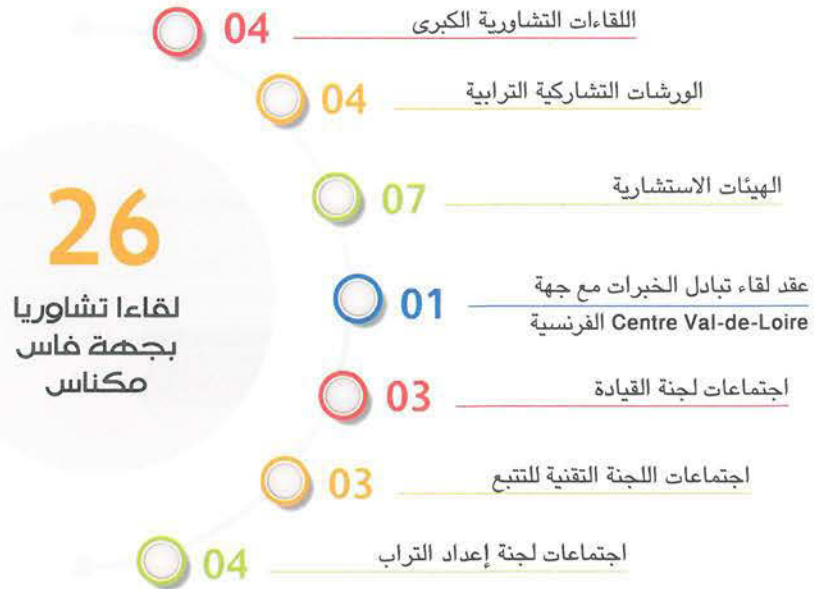 اللقاءات التشاورية الكبرى 04
الورشات التشاركية الترابية 04
الهيئات الاستشارية 07
عقد لقاء تبادل الخبرات مع جهة 01
Centre Val-de-Loire الفرنسية
اجتماعات لجنة القيادة 03
اجتماعات اللجنة التقنية للتتبع 03
اجتماعات لجنة إعداد التراب 04
26
لقاءا تشاوريا
بجهة فاس
مكناس